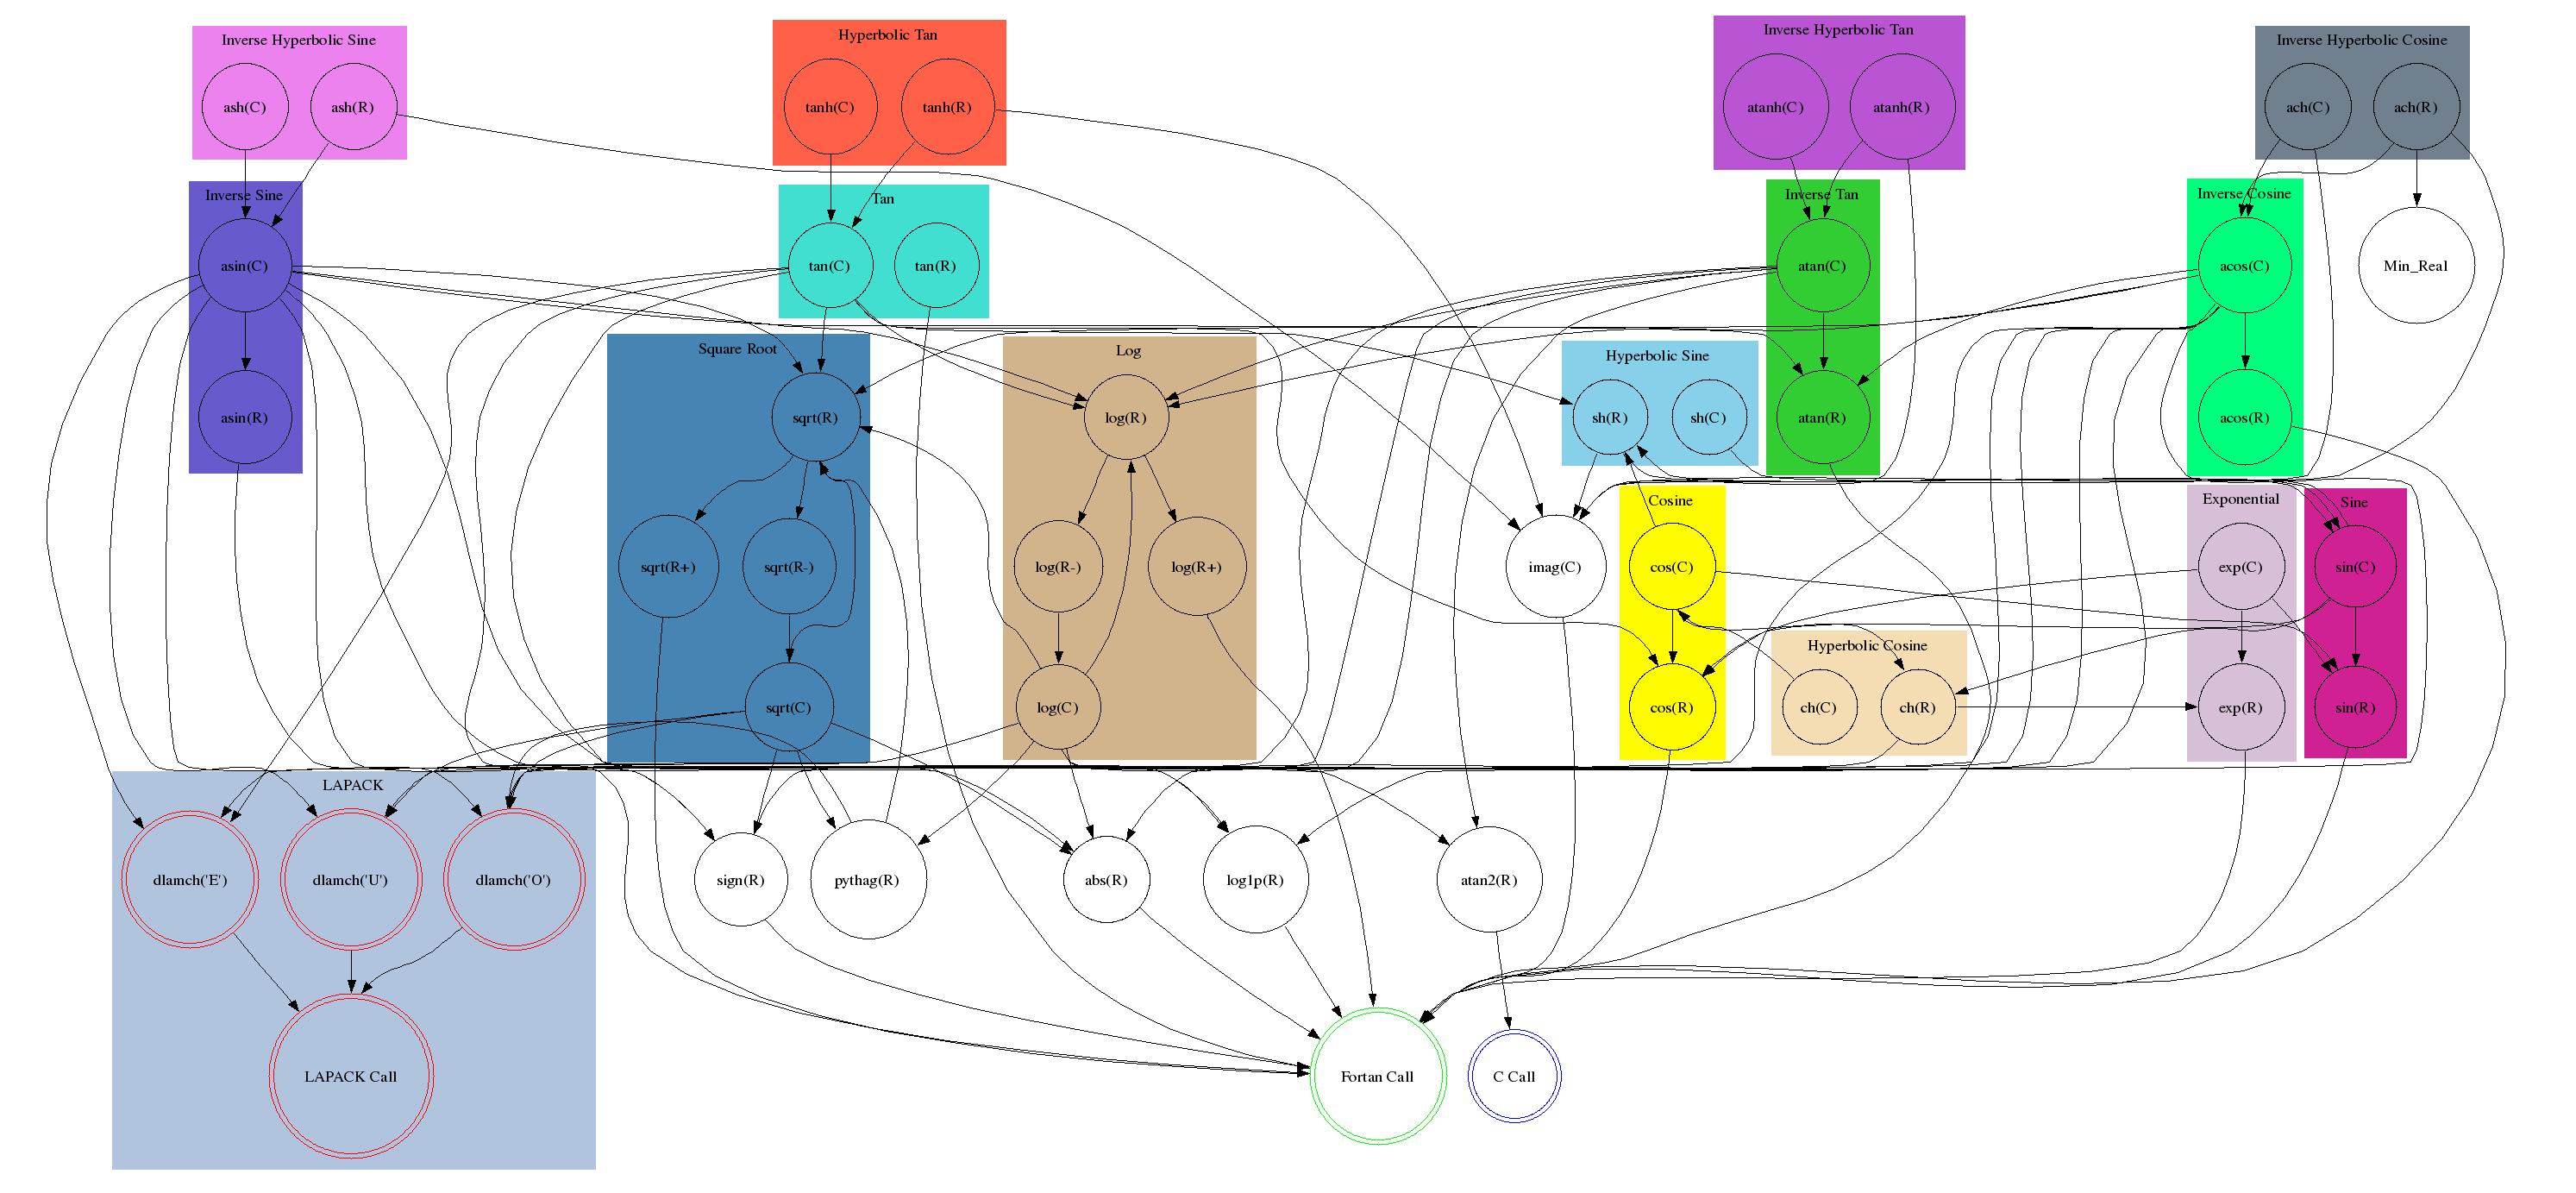 Inverse Hyperbolic Sine
Hyperbolic Tan
Inverse Hyperbolic Tan
Inverse Hyperbolic Cosine
ash(C)
ash(R)
tanh(C)
tanh(R)
atanh(C)
atanh(R)
ach(C)
ach(R)
Inverse Sine
Tan
Inverse Tan
Inverse Cosine
asin(C)
tan(C)
tan(R)
atan(C)
acos(C)
Min_Real
Square Root
Log
Hyperbolic Sine
asin(R)
sqrt(R)
log(R)
sh(R)
sh(C)
atan(R)
acos(R)
Cosine
Exponential
Sine
sqrt(R+)
sqrt(R-)
log(R-)
log(R+)
imag(C)
cos(C)
exp(C)
sin(C)
Hyperbolic Cosine
sqrt(C)
log(C)
cos(R)
ch(C)
ch(R)
exp(R)
sin(R)
LAPACK
dlamch('E')
dlamch('U')
dlamch('O')
sign(R)
pythag(R)
abs(R)
log1p(R)
atan2(R)
LAPACK Call
Fortan Call
C Call